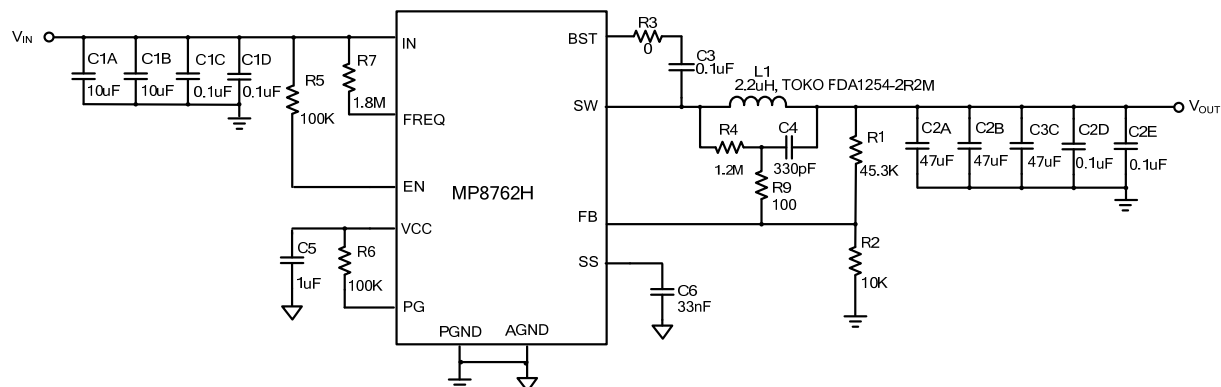 VIN
C1A
10uF
C1B
10uF
C1C
0.1uF
C1D
0.1uF
R5
100K
R7
1.8M
IN
FREQ
EN
VCC
PG
PGND
AGND
MP8762H
BST
SW
FB
SS
C5
1uF
R6
100K
R3
0
C3
0.1uF
L1
2.2uH, TOKO FDA1254-2R2M
R4
1.2M
C4
330pF
R9
100
R1
45.3K
R2
10K
C6
33nF
C2A
47uF
C2B
47uF
C3C
47uF
C2D
0.1uF
C2E
0.1uF
VOUT